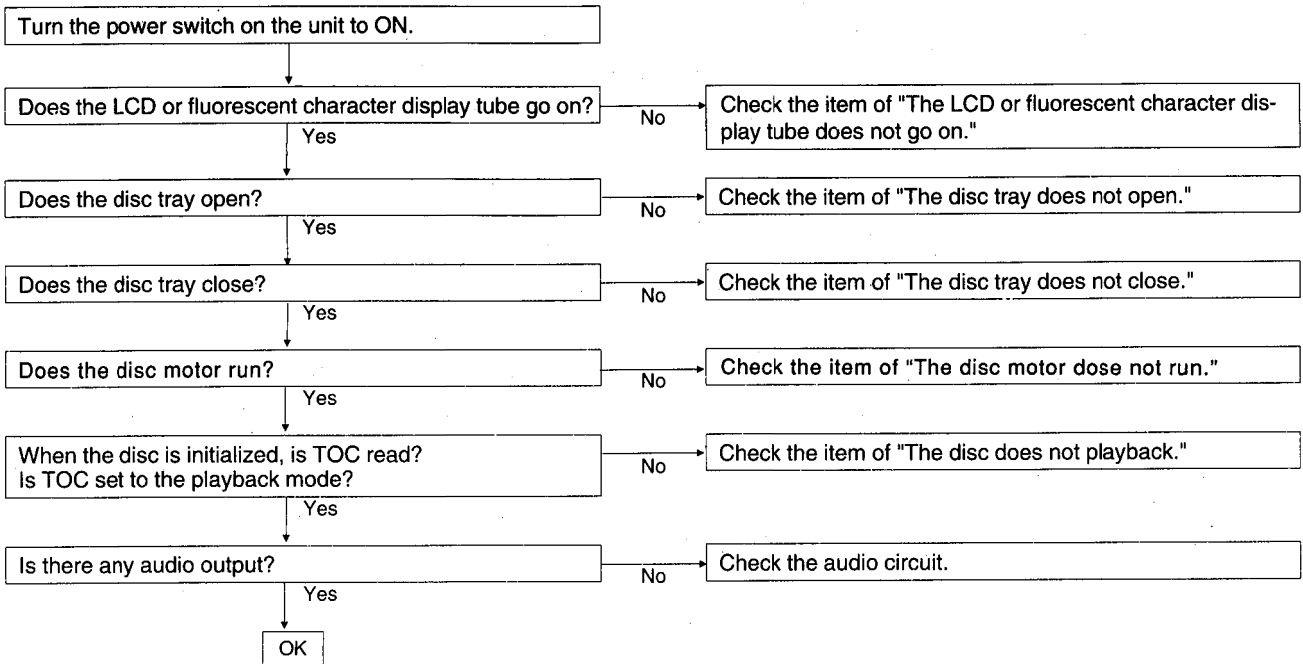 Turn the power switch on the unit to ON.
Does the LCD or fluorescent character display tube go on?
No
Check the item of "The LCD or fluorescent character dis-
play tube does not go on."
Yes
Does the disc tray open?
No
Check the item of "The disc tray does not open."
Yes
Does the disc tray close?
No
Check the item of "The disc tray does not close."
Yes
Does the disc motor run?
No
Check the item of "The disc motor dose not run."
Yes
When the disc is initialized, is TOC read?
Is TOC set to the playback mode?
No
Check the item of "The disc does not playback."
Yes
Is there any audio output?
No
Check the audio circuit.
Yes
OK